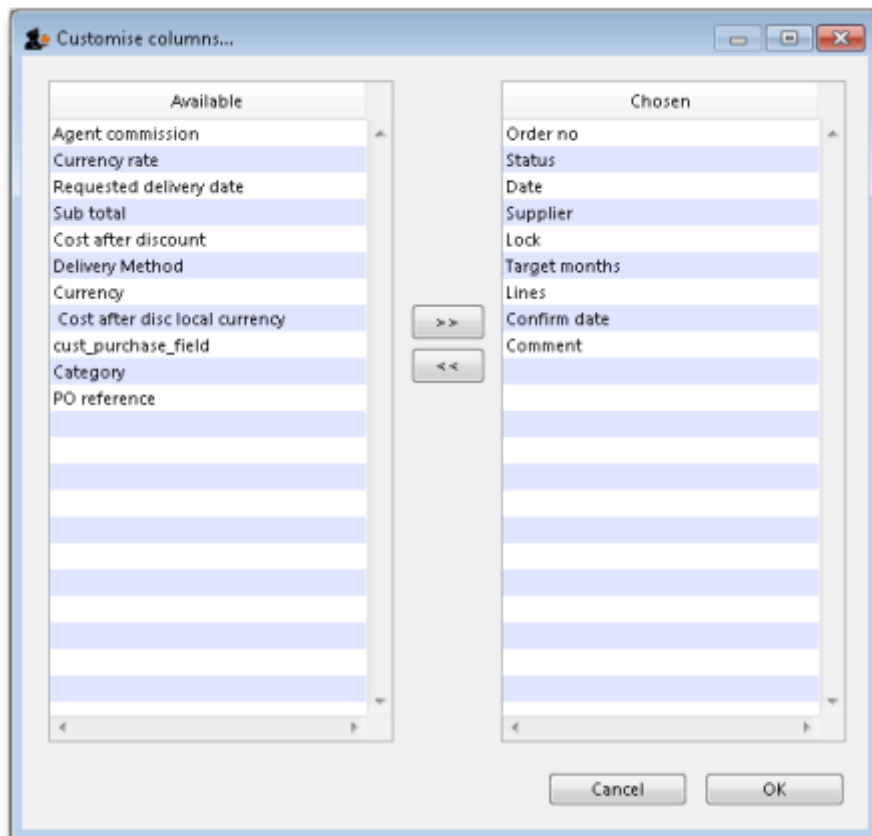 Customise columns...
Available
Agent commission
Currency rate
Requested delivery date
Sub total
Cost after discount
Delivery Method
Currency
Cost after disc local currency
cust_purchase_field
Category
PO reference
>>
<<
Chosen
Order no
Status
Date
Supplier
Lock
Target months
Lines
Confirm date
Comment
Cancel
OK